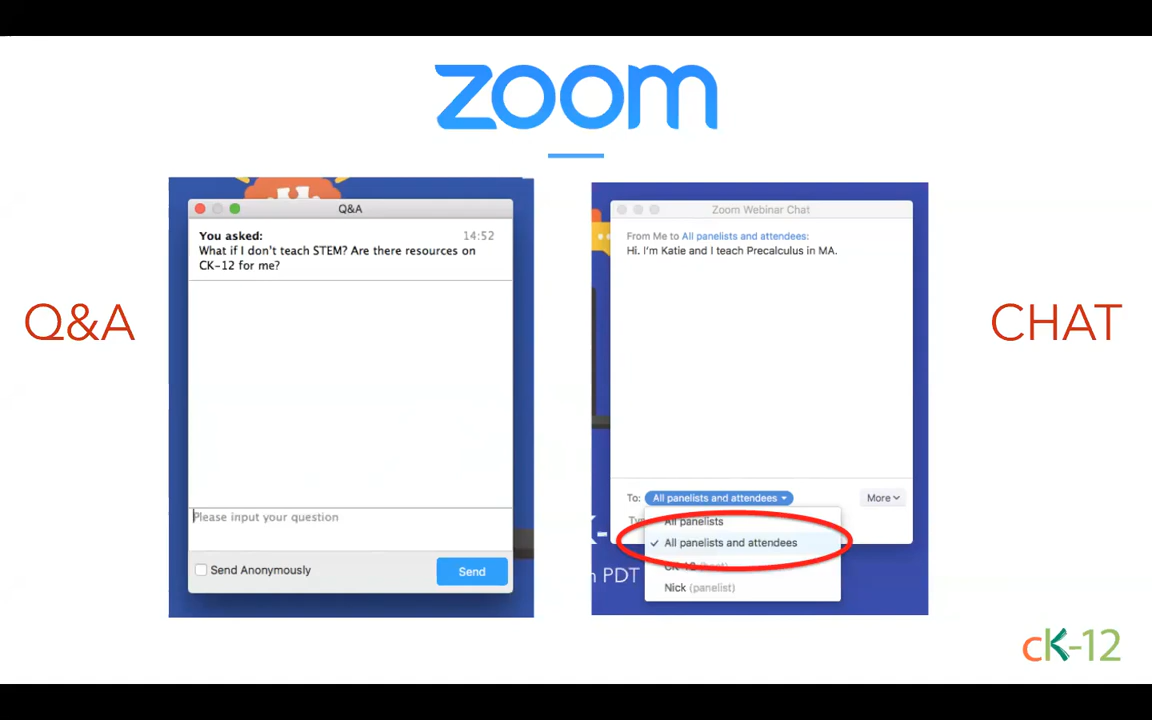 zoom
Q&A
Q&A
You asked:
14:52
What if I don't teach STEM? Are there resources on
CK-12 for me?
Please input your question
Send Anonymously
Send
CHAT
Zoom Webinar Chat
From Me to All panelists and attendees:
Hi. I'm Katie and I teach Precalculus in MA.
To: All panelists and attendees
More
All panelists
All panelists and attendees
CK-12 (host)
Nick (panelist)
PDT
cK-12